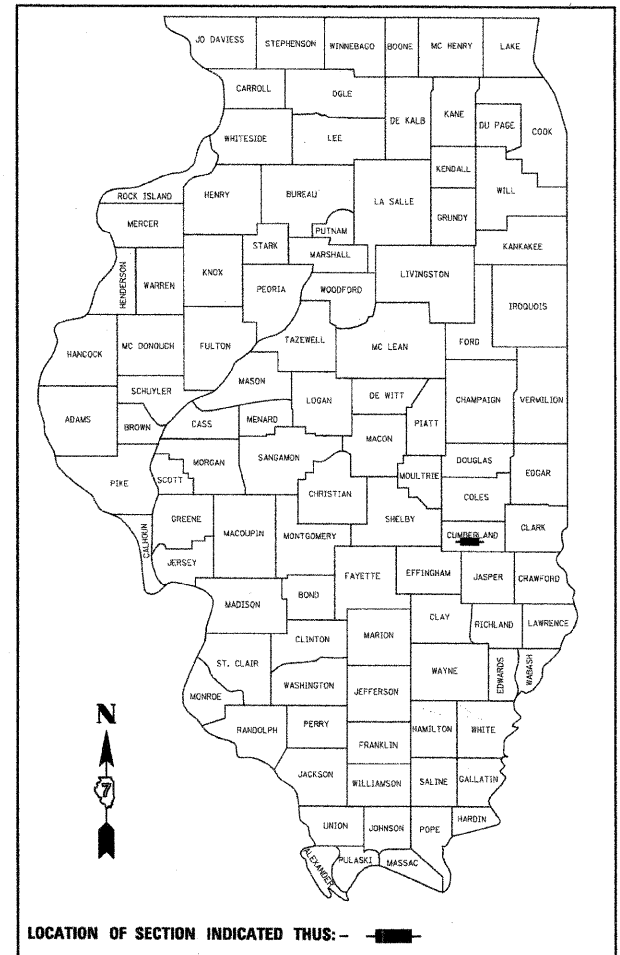 JO DAVIESS STEPHENSON WINNEBAGO BOONE MC HENRY LAKE
CARROLL OGLE DE KALB KANE DU PAGE COOK
WHITESIDE LEE KENDALL WILL
ROCK ISLAND HENRY BUREAU LA SALLE GRUNDY
MERCER STARK PUTNAM KANKAKEE
HENDERSON WARREN KNOX PEORIA MARSHALL WOODFORD LIVINGSTON IROQUOIS
HANCOCK MC DONOUGH FULTON TAZEWELL MC LEAN FORD
SCHUYLER MASON LOGAN DE WITT CHAMPAIGN VERMILION
ADAMS BROWN CASS MENARD MACON PIATT
PIKE SCOTT MORGAN SANGAMON CHRISTIAN MOULTRIE DOUGLAS EDGAR
COLES
CALHOUN GREENE MACOUPIN MONTGOMERY SHELBY CUMBERLAND CLARK
JERSEY FAYETTE EFFINGHAM JASPER CRAWFORD
MADISON BOND CLAY RICHLAND LAWRENCE
CLINTON MARION
ST. CLAIR WAYNE EDWARDS WABASH
MONROE WASHINGTON JEFFERSON
N
RANDOLPH PERRY HAMILTON WHITE
7
FRANKLIN
JACKSON WILLIAMSON SALINE GALLATIN
UNION JOHNSON POPE HARDIN
ALEXANDER PULASKI MASSAC
LOCATION OF SECTION INDICATED THUS:-